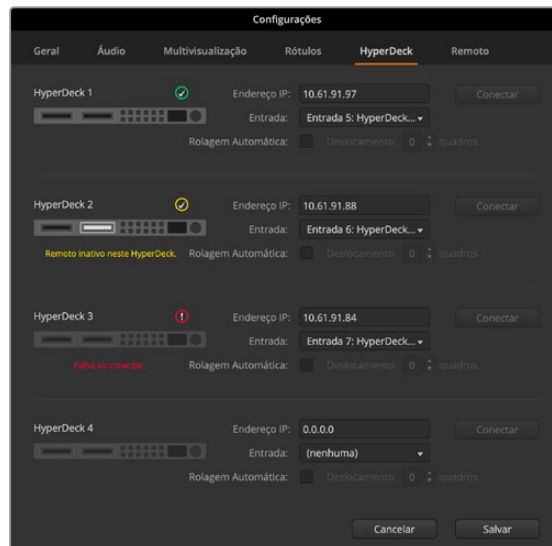 Configurações
Geral Áudio Multivisualização Rótulos HyperDeck Remoto
HyperDeck 1 Endereço IP: 10.61.91.97 Conectar
Entrada: Entrada 5: HyperDeck...
Rolagem Automática: Deslocamento: 0 quadros
HyperDeck 2 Endereço IP: 10.61.91.88 Conectar
Entrada: Entrada 6: HyperDeck...
Remoto inativo neste HyperDeck. Rolagem Automática: Deslocamento: 0 quadros
HyperDeck 3 Endereço IP: 10.61.91.84 Conectar
Entrada: Entrada 7: HyperDeck...
Falha ao conectar. Rolagem Automática: Deslocamento: 0 quadros
HyperDeck 4 Endereço IP: 0.0.0.0 Conectar
Entrada: (nenhuma)
Rolagem Automática: Deslocamento: 0 quadros
Cancelar Salvar